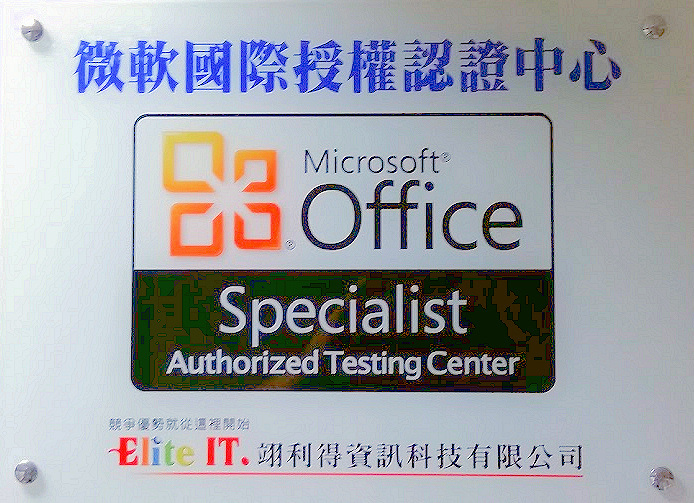 微軟國際授權認證中心
Microsoft®
Office
®
Specialist
Authorized Testing Center
競爭優勢就從這裡開始
Elite IT. 翊利得資訊科技有限公司